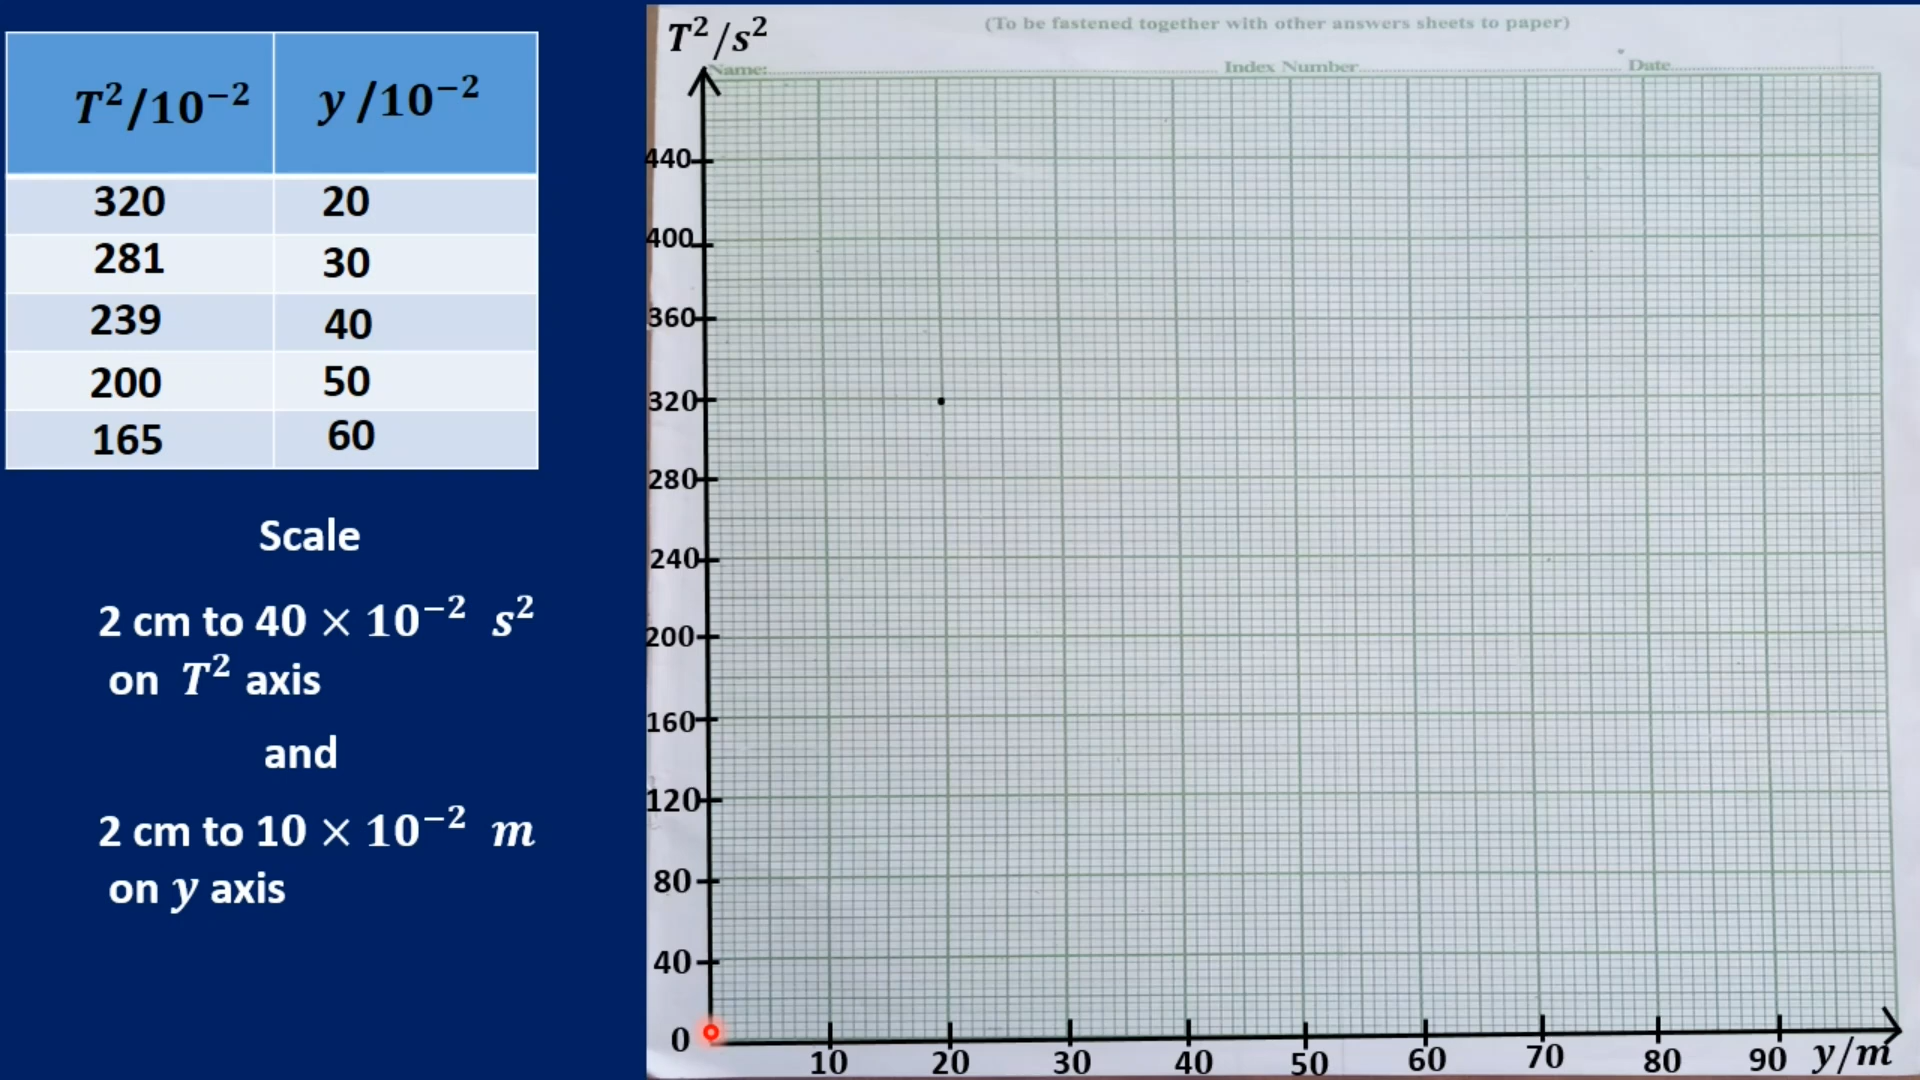 T²/10⁻² y /10⁻²
320 20
281 30
239 40
200 50
165 60
Scale
2 cm to 40 × 10⁻² s²
on T² axis
and
2 cm to 10 × 10⁻² m
on y axis
T²/s²
(To be fastened together with other answers sheets to paper)
Name: Index Number Date
440
400
360
320
280
240
200
160
120
80
40
0
10 20 30 40 50 60 70 80 90 y/m